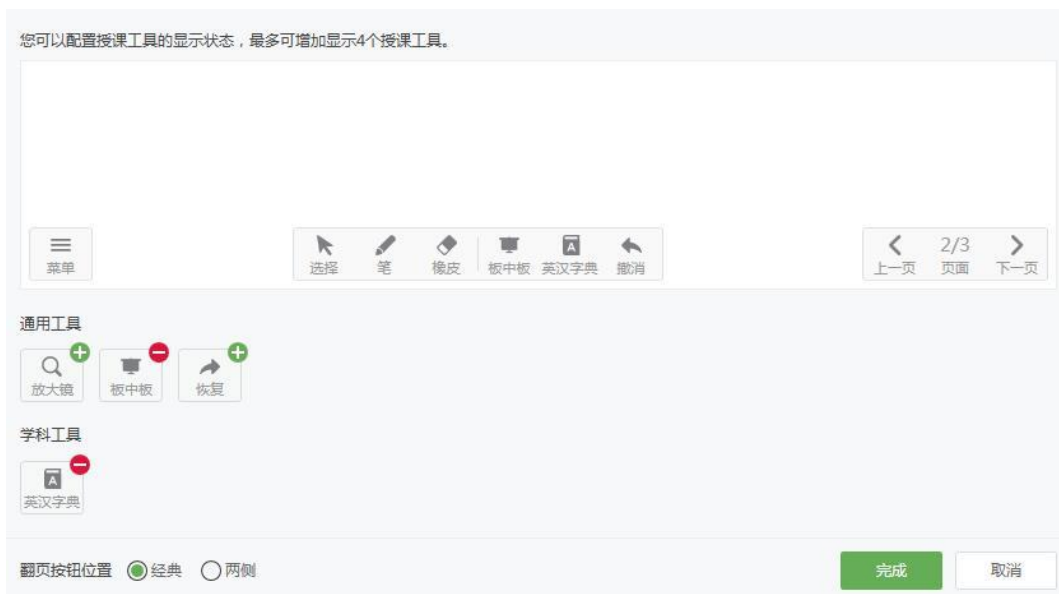 您可以配置授课工具的显示状态，最多可增加显示4个授课工具。
菜单 选择 笔 橡皮 板中板 英汉字典 撤消 上一页 2/3 页面 下一页
通用工具
放大镜 板中板 恢复
学科工具
A
英汉字典
翻页按钮位置 经典 两侧 完成 取消